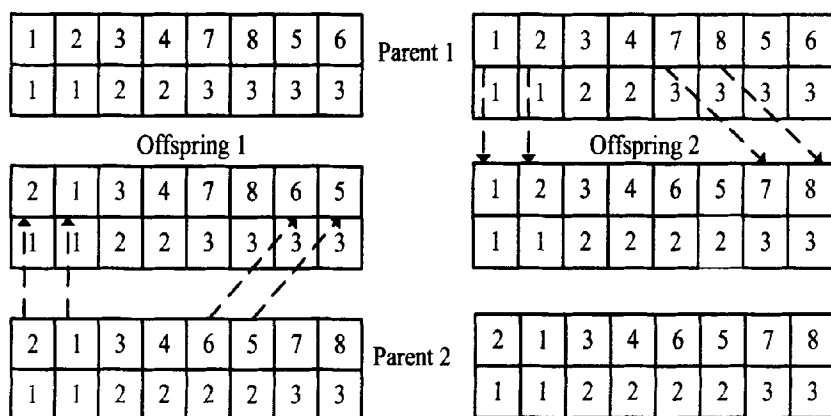 1 2 3 4 7 8 5 6
1 1 2 2 3 3 3 3
Parent 1
1 2 3 4 7 8 5 6
1 1 2 2 3 3 3 3
Offspring 1
2 1 3 4 7 8 6 5
1 1 2 2 3 3 3 3
Offspring 2
1 2 3 4 6 5 7 8
1 1 2 2 2 2 3 3
2 1 3 4 6 5 7 8
1 1 2 2 2 2 3 3
Parent 2
2 1 3 4 6 5 7 8
1 1 2 2 2 2 3 3